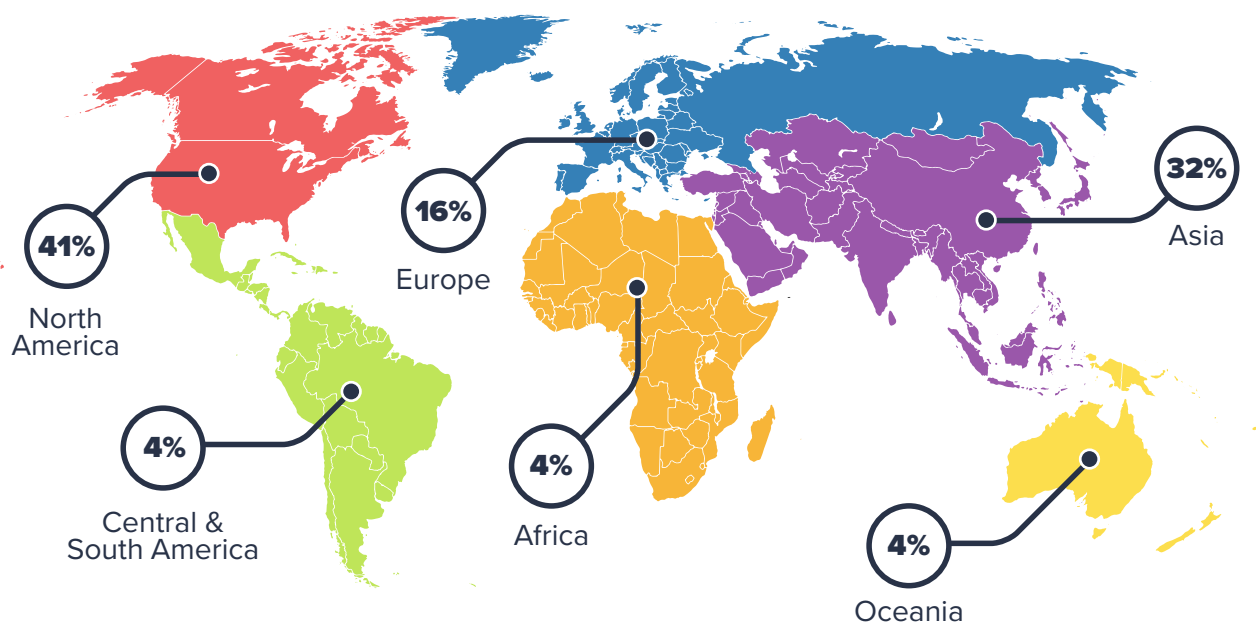 41%
North
America
4%
Central &
South America
16%
Europe
4%
Africa
32%
Asia
4%
Oceania